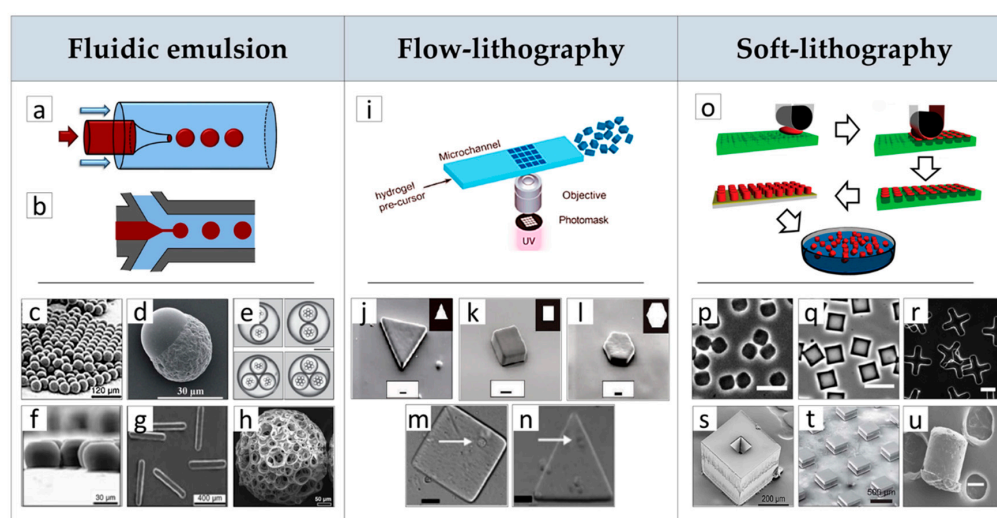 Fluidic emulsion
Flow-lithography
Soft-lithography
a
b
i
Microchannel
hydrogel
pre-cursor
Objective
Photomask
UV
o
c
120 µm
d
30 µm
e
f
30 µm
g
400 µm
h
50 µm
j
k
l
m
n
p
q
r
s
200 µm
t
500 µm
u